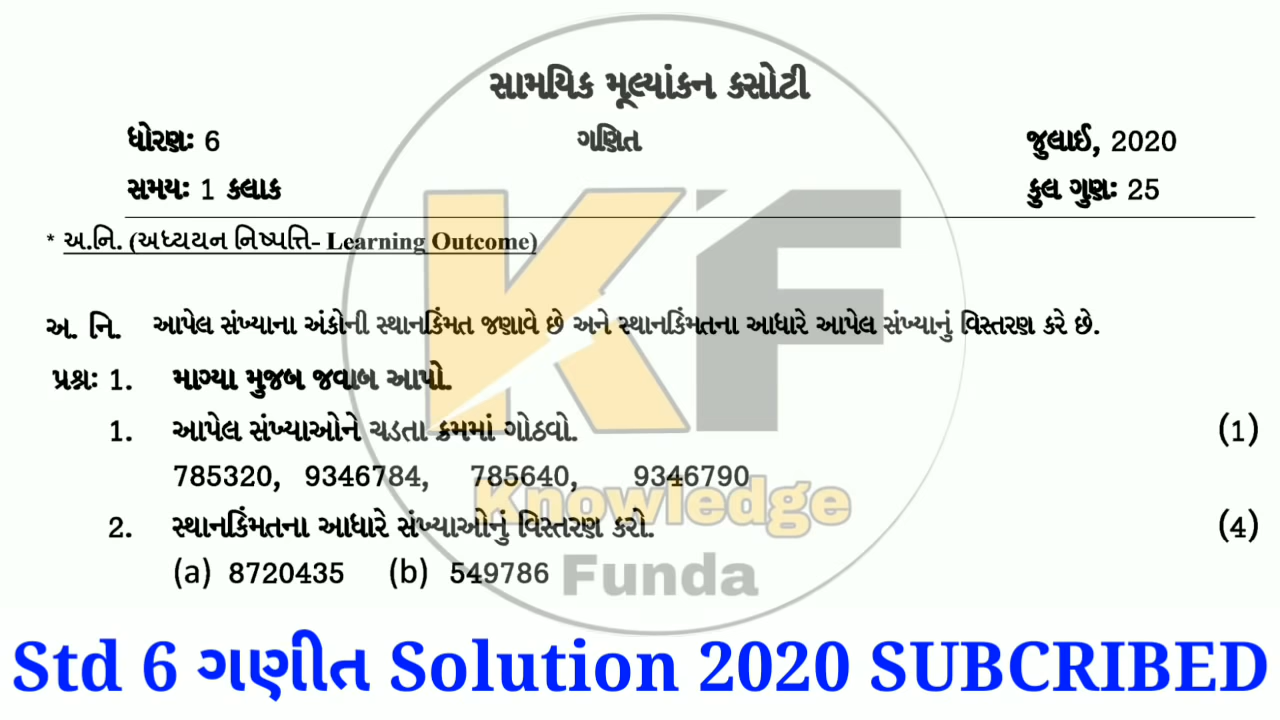 સામયિક મૂલ્યાંકન કસોટી
ધોરણઃ 6 ગણિત જુલાઈ, 2020
સમયઃ 1 કલાક કુલ ગુણઃ 25
* અ.નિ. (અધ્યયન નિષ્પત્તિ- Learning Outcome)
અ. નિ. આપેલ સંખ્યાના અંકોની સ્થાનકિંમત જણાવે છે અને સ્થાનકિંમતના આધારે આપેલ સંખ્યાનું વિસ્તરણ કરે છે.
પ્રશ્નઃ 1. માગ્યા મુજબ જવાબ આપો.
1. આપેલ સંખ્યાઓને ચડતા ક્રમમાં ગોઠવો. (1)
785320, 9346784, 785640, 9346790
2. સ્થાનકિંમતના આધારે સંખ્યાઓનું વિસ્તરણ કરો. (4)
(a) 8720435 (b) 549786
KF
Knowledge
Funda
Std 6 ગણીત Solution 2020 SUBCRIBED